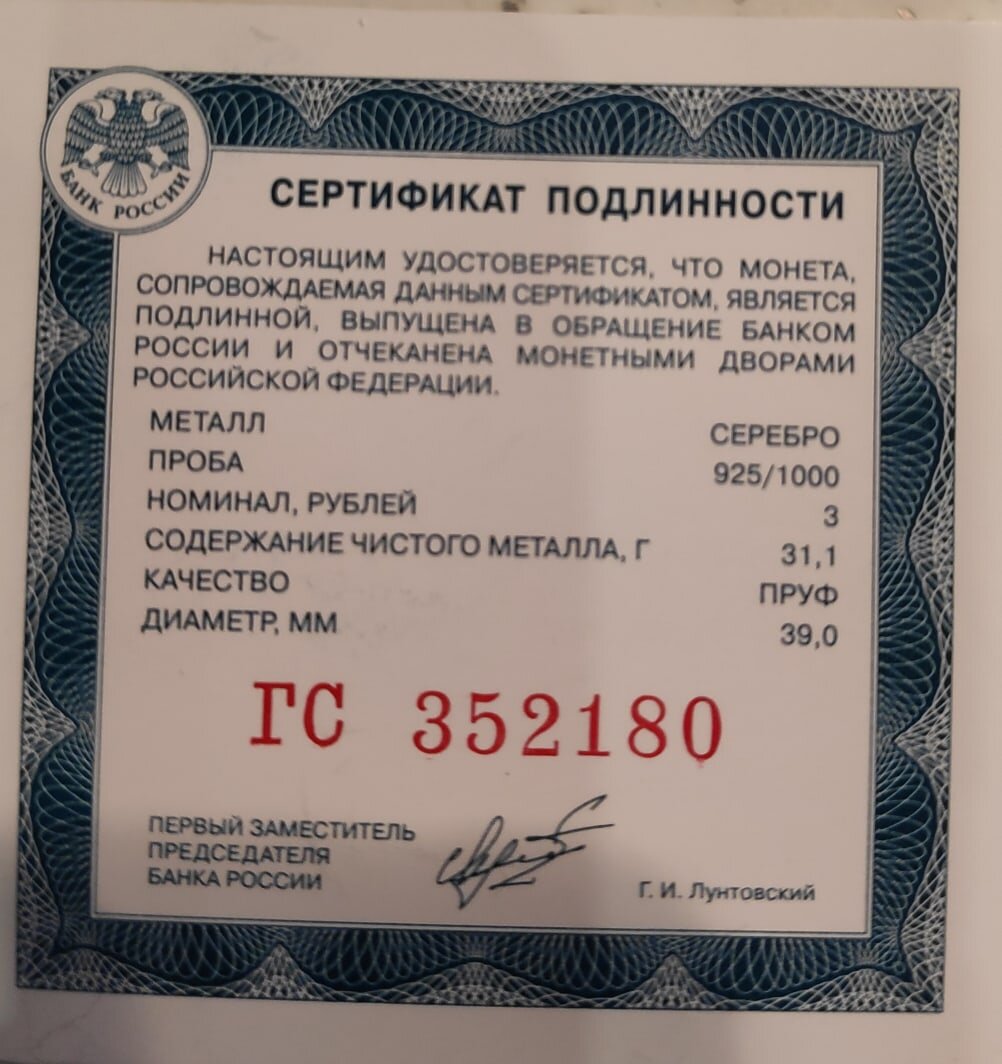 БАНК РОССИИ
СЕРТИФИКАТ ПОДЛИННОСТИ
НАСТОЯЩИМ УДОСТОВЕРЯЕТСЯ, ЧТО МОНЕТА,
СОПРОВОЖДАЕМАЯ ДАННЫМ СЕРТИФИКАТОМ, ЯВЛЯЕТСЯ
ПОДЛИННОЙ, ВЫПУЩЕНА В ОБРАЩЕНИЕ БАНКОМ
РОССИИ И ОТЧЕКАНЕНА МОНЕТНЫМИ ДВОРАМИ
РОССИЙСКОЙ ФЕДЕРАЦИИ.
МЕТАЛЛ СЕРЕБРО
ПРОБА 925/1000
НОМИНАЛ, РУБЛЕЙ 3
СОДЕРЖАНИЕ ЧИСТОГО МЕТАЛЛА, Г 31,1
КАЧЕСТВО ПРУФ
ДИАМЕТР, ММ 39,0
ГС 352180
ПЕРВЫЙ ЗАМЕСТИТЕЛЬ
ПРЕДСЕДАТЕЛЯ
БАНКА РОССИИ
Г. И. Лунтовский